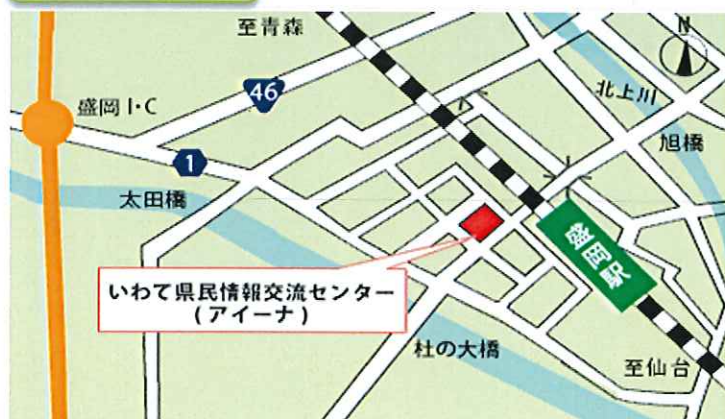 至青森
N
46
盛岡I・C
北上川
旭橋
1
太田橋
盛岡駅
いわて県民情報交流センター
(アイーナ)
杜の大橋
至仙台